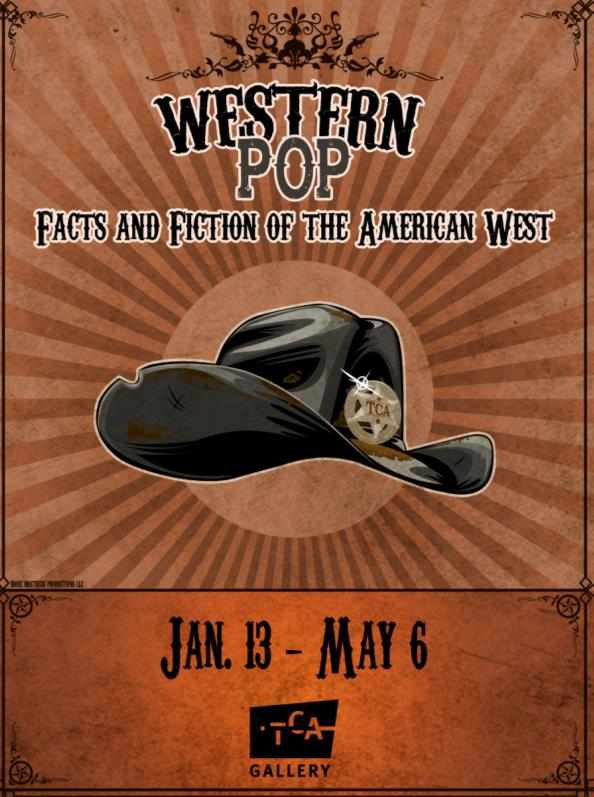 WESTERN
POP
FACTS AND FICTION OF THE AMERICAN WEST
TCA
JAN. 13 - MAY 6
TCA
GALLERY